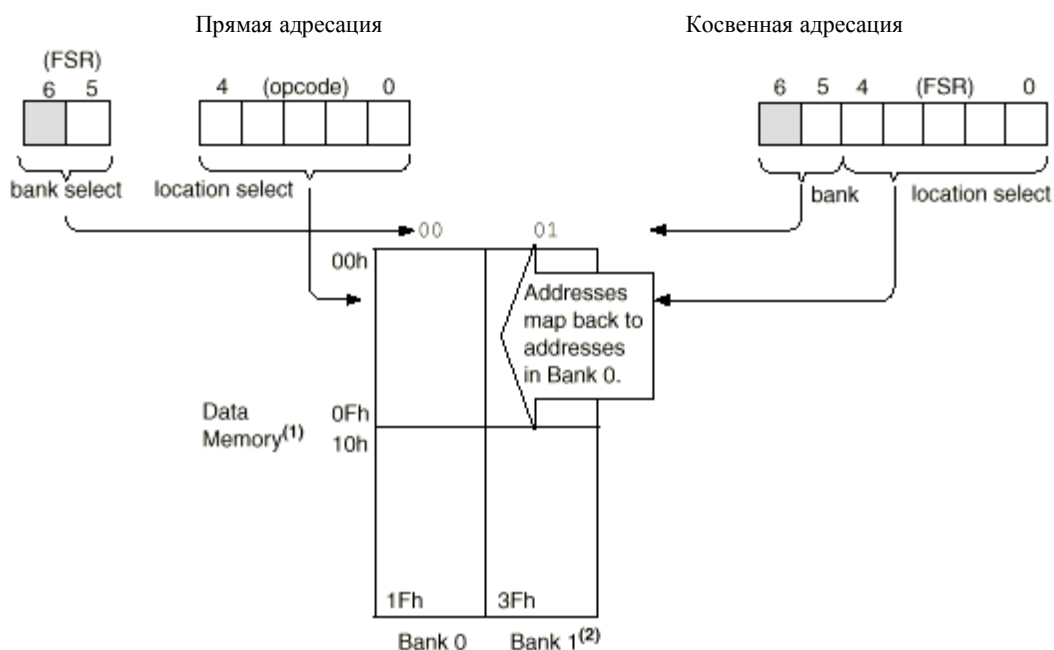 Прямая адресация
Косвенная адресация
(FSR)
6 5
4 (opcode) 0
6 5 4 (FSR) 0
bank select
location select
bank
location select
00
01
00h
Addresses
map back to
addresses
in Bank 0.
Data
Memory(1)
0Fh
10h
1Fh
3Fh
Bank 0
Bank 1(2)